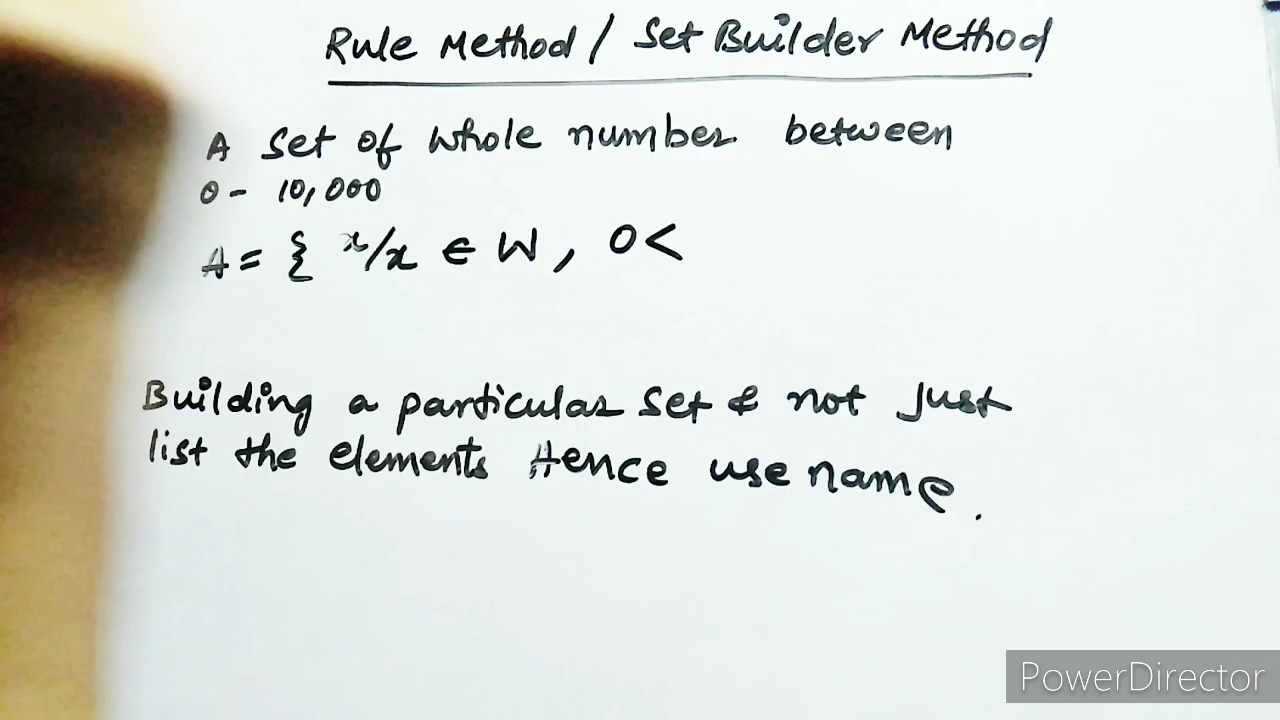 Rule Method / Set Builder Method
A set of whole number between
0 - 10,000
A = { x/x ∈ W , 0 <
Building a particular set & not just
list the elements Hence use name.
PowerDirector